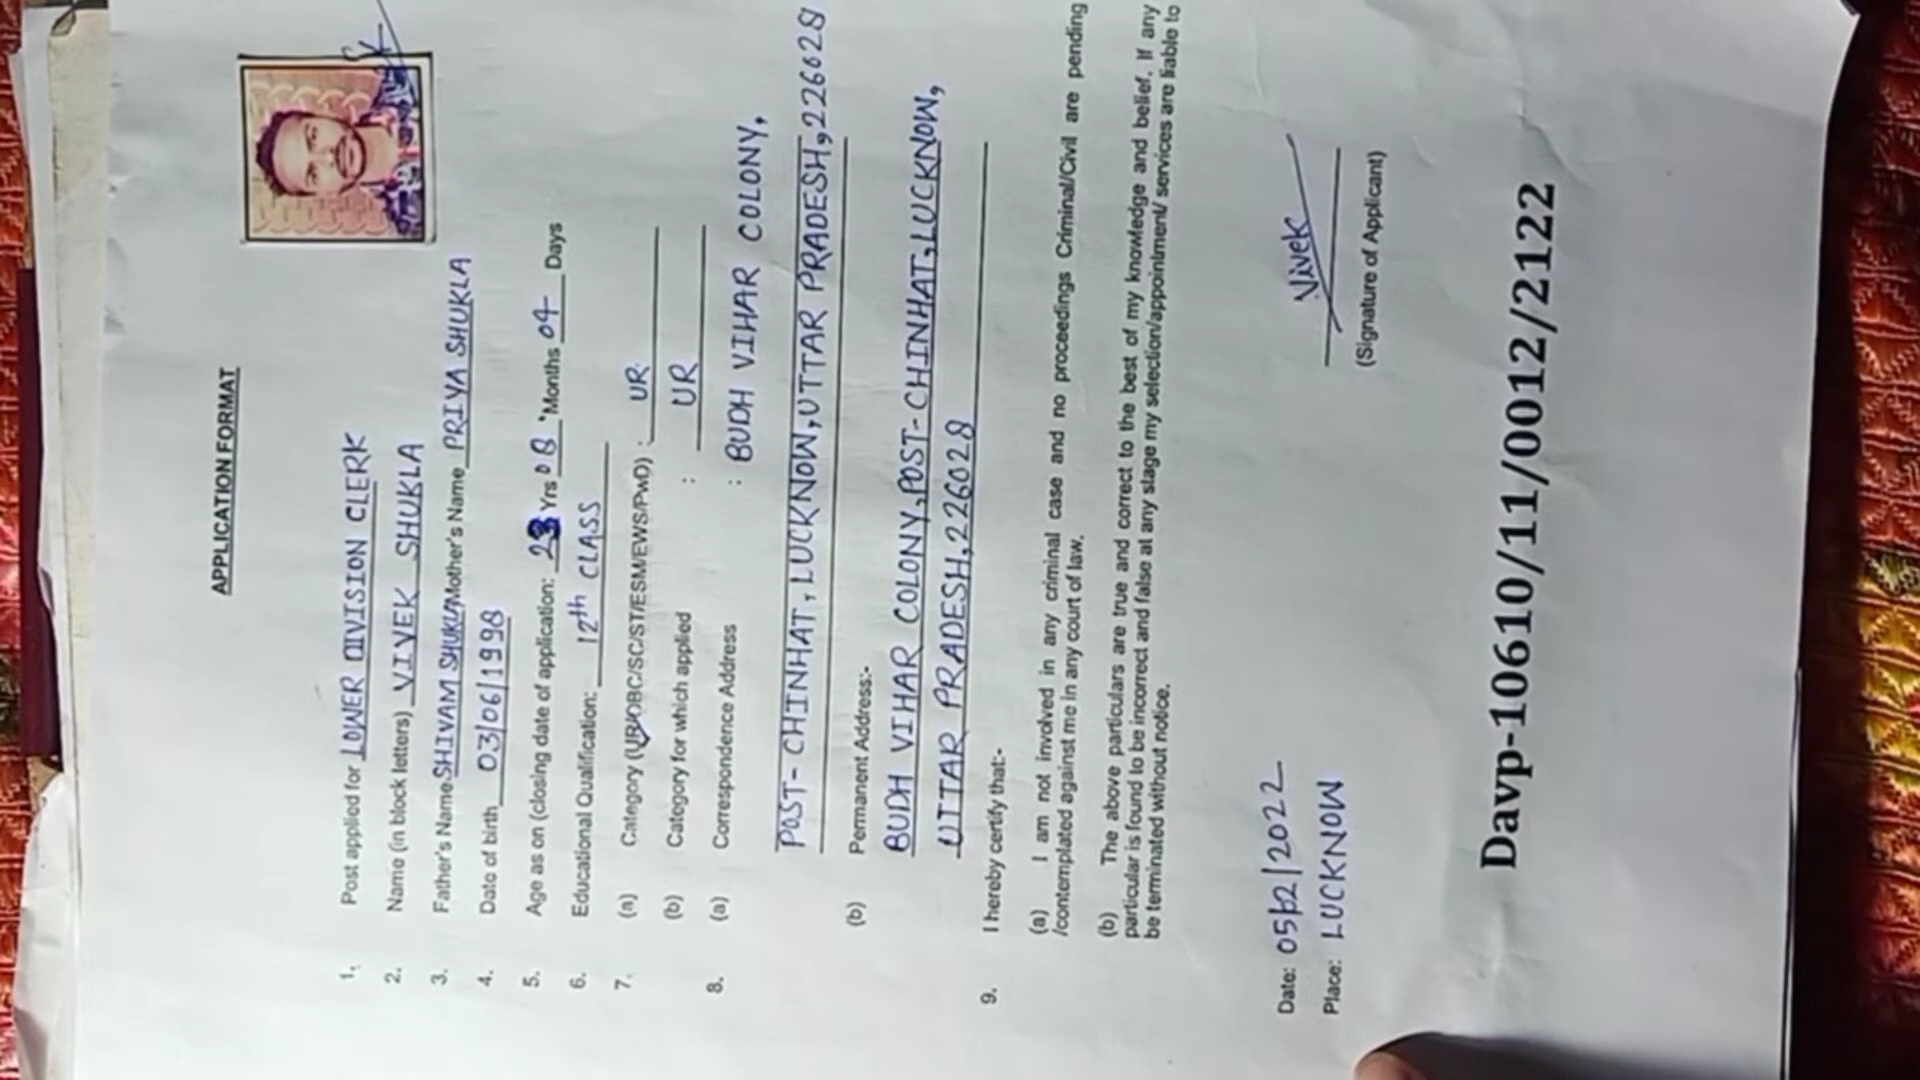 APPLICATION FORMAT
1. Post applied for LOWER DIVISION CLERK
2. Name (in block letters) VIVEK SHUKLA
3. Father's Name SHIVAM SHUKLA Mother's Name PRIYA SHUKLA
4. Date of birth 03/06/1998
5. Age as on (closing date of application: 23 Yrs 08 Months 04 Days
6. Educational Qualification: 12th CLASS
7. (a) Category (UR/OBC/SC/ST/ESM/EWS/PwD) : UR
(b) Category for which applied : UR
8. (a) Correspondence Address : BUDH VIHAR COLONY,
POST-CHINHAT, LUCKNOW, UTTAR PRADESH, 226028
(b) Permanent Address:-
BUDH VIHAR COLONY, POST-CHINHAT, LUCKNOW,
UTTAR PRADESH, 226028
9. I hereby certify that:-
(a) I am not involved in any criminal case and no proceedings Criminal/Civil are pending
/contemplated against me in any court of law.
(b) The above particulars are true and correct to the best of my knowledge and belief. If any
particular is found to be incorrect and false at any stage my selection/appointment/ services are liable to
be terminated without notice.
Vivek
(Signature of Applicant)
Date: 05/02/2022
Place: LUCKNOW
Davp-10610/11/0012/2122